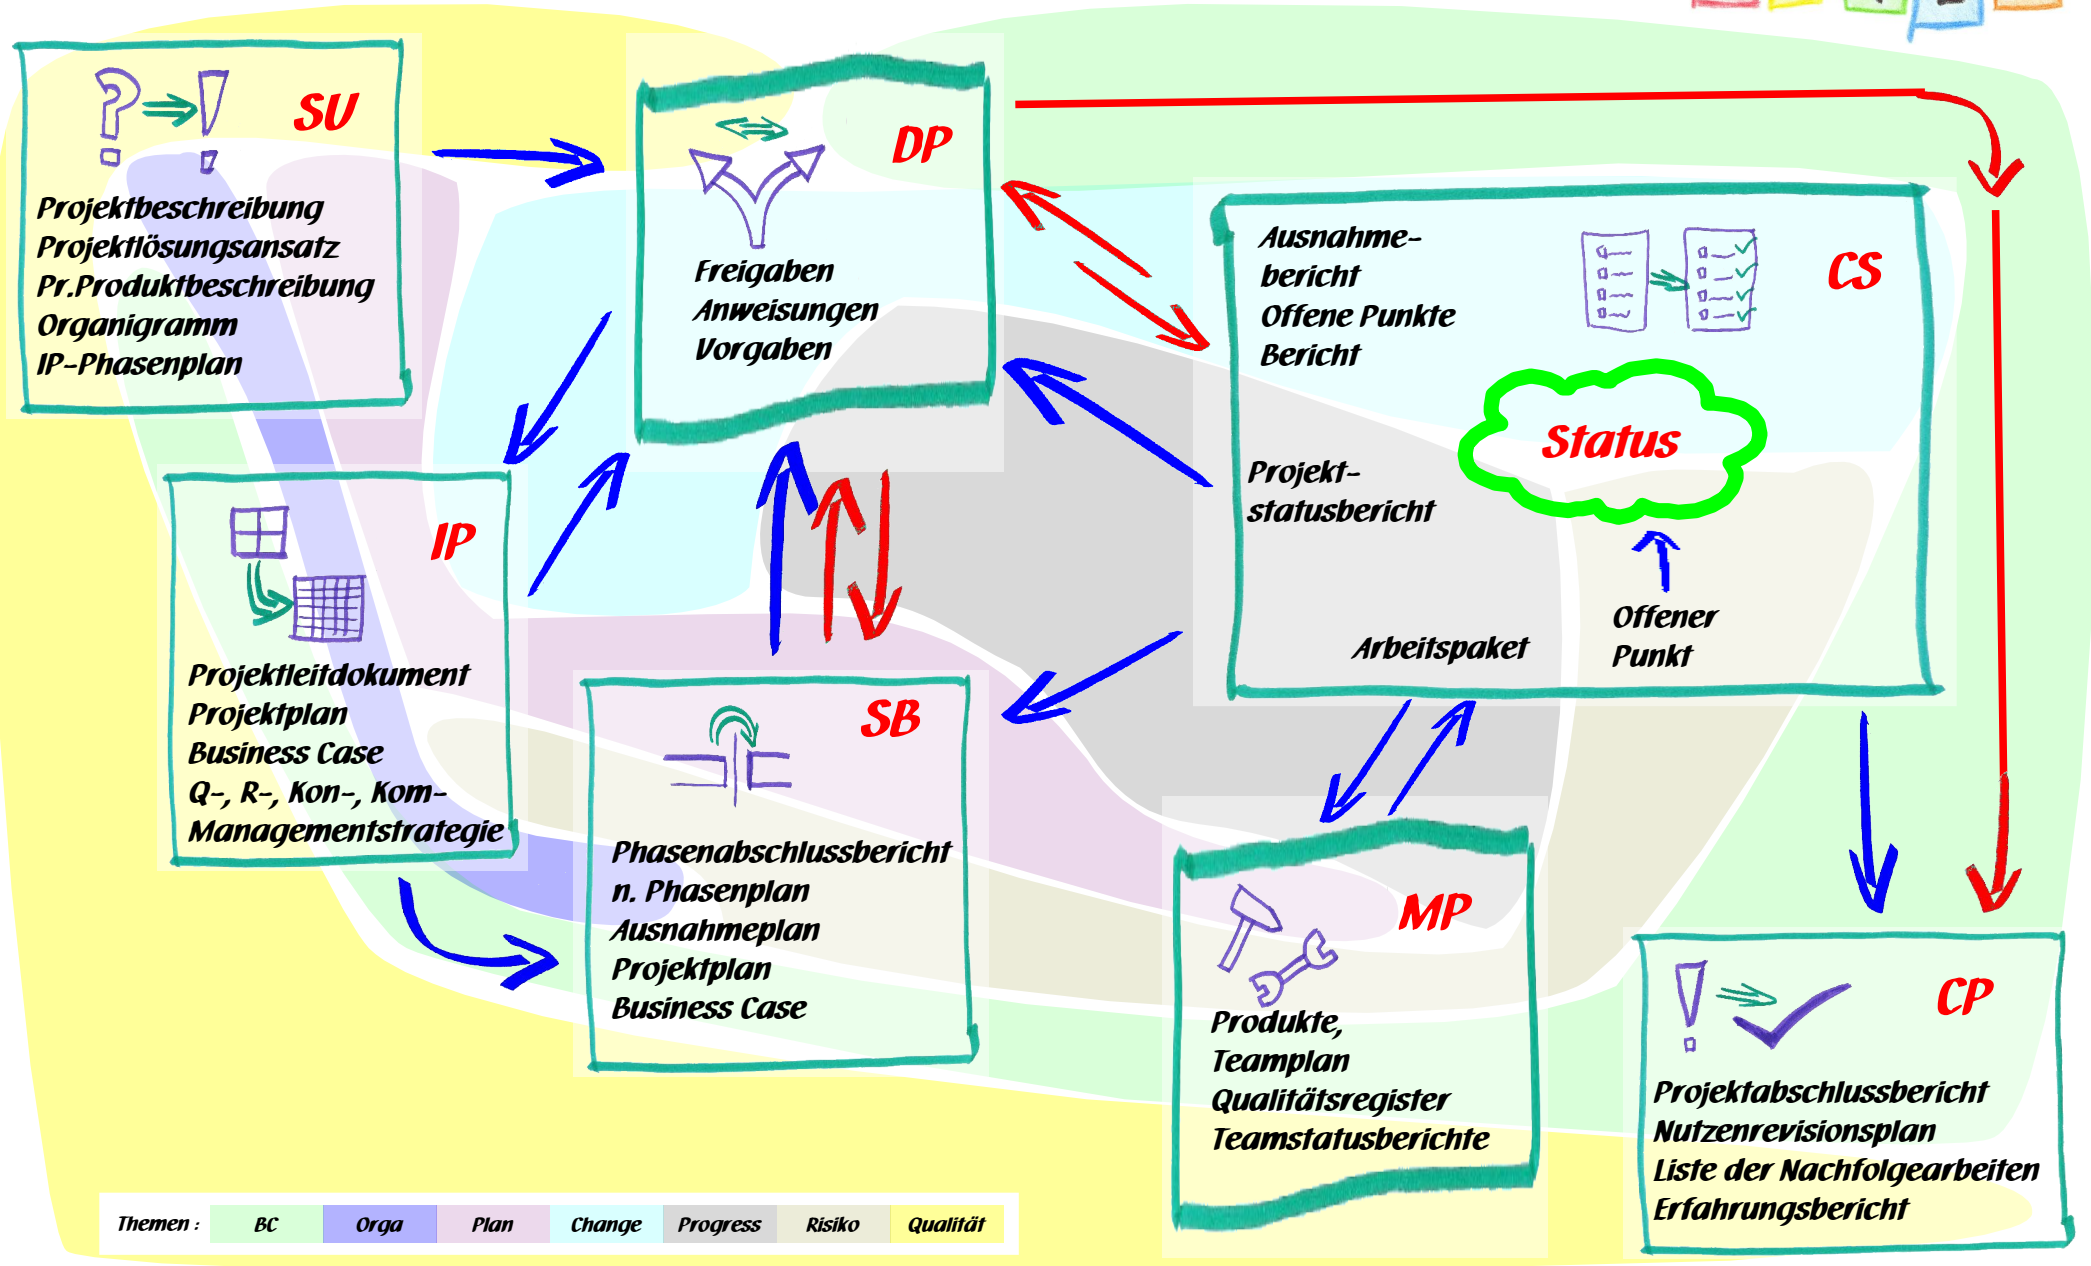 SU
Projektbeschreibung
Projektlösungsansatz
Pr.Produktbeschreibung
Organigramm
IP-Phasenplan
DP
Freigaben
Anweisungen
Vorgaben
CS
Ausnahme-
bericht
Offene Punkte
Bericht
Status
Projekt-
statusbericht
Offener
Punkt
Arbeitspaket
IP
Projektleitdokument
Projektplan
Business Case
Q-, R-, Kon-, Kom-
Managementstrategie
SB
Phasenabschlussbericht
n. Phasenplan
Ausnahmeplan
Projektplan
Business Case
MP
Produkte,
Teamplan
Qualitätsregister
Teamstatusberichte
CP
Projektabschlussbericht
Nutzenrevisionsplan
Liste der Nachfolgearbeiten
Erfahrungsbericht
Themen : BC Orga Plan Change Progress Risiko Qualität